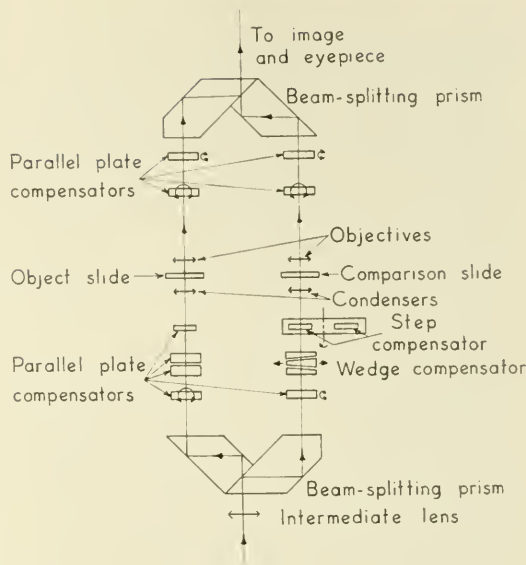 To image
and eyepiece
Beam-splitting prism
Parallel plate
compensators
Objectives
Object slide
Comparison slide
Condensers
Step
compensator
Parallel plate
compensators
Wedge compensator
Beam-splitting prism
Intermediate lens